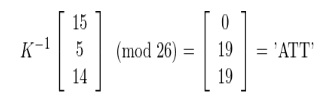 K⁻¹ [15 5 14] (mod 26) = [0 19 19] = 'ATT'